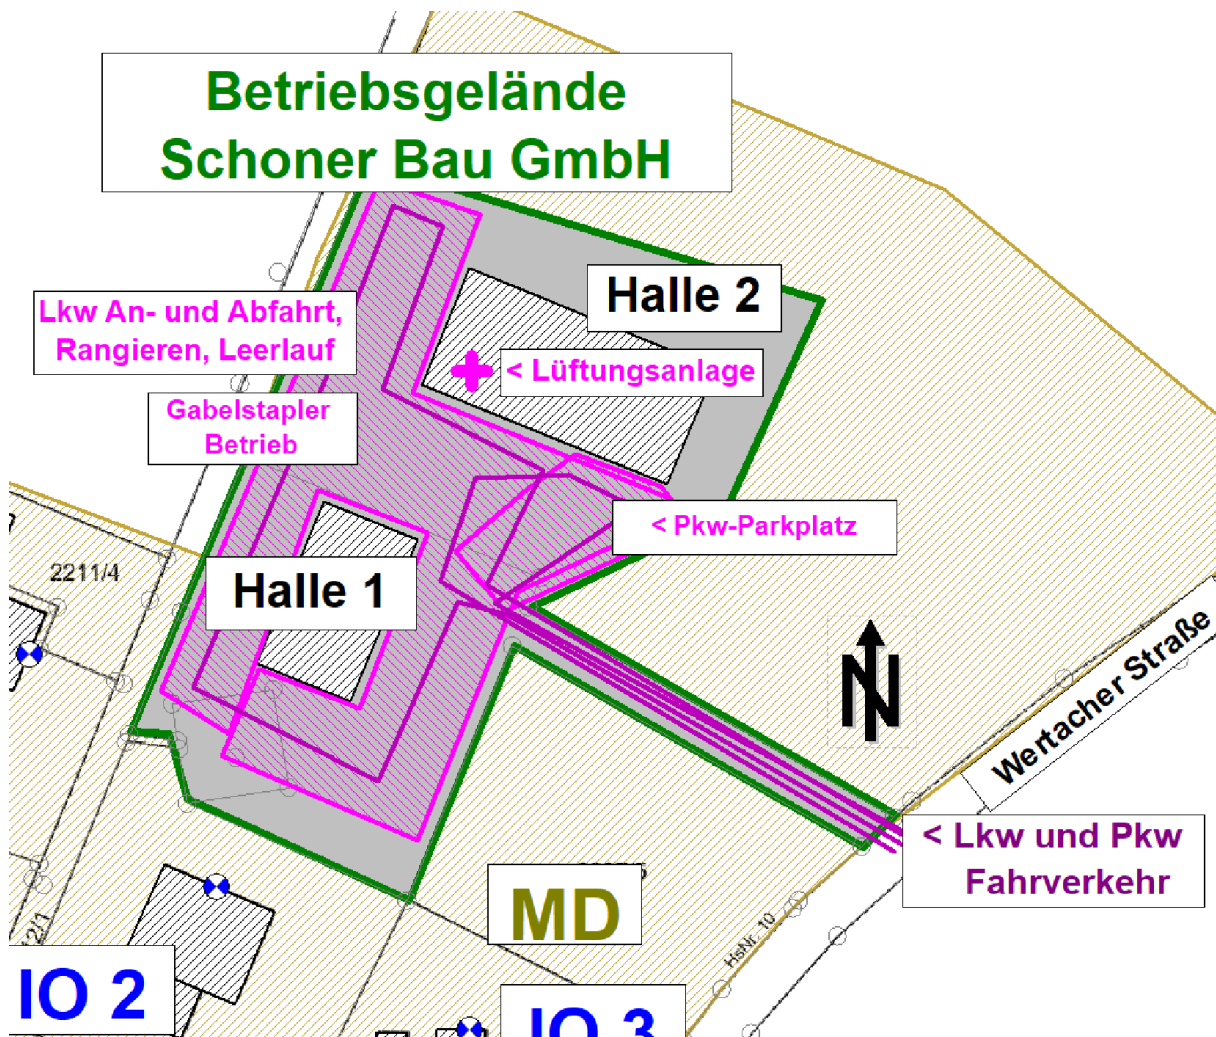 Betriebsgelände
Schoner Bau GmbH
Halle 2
Lkw An- und Abfahrt,
Rangieren, Leerlauf
< Lüftungsanlage
Gabelstapler
Betrieb
< Pkw-Parkplatz
2211/4
Halle 1
N
Wertacher Straße
< Lkw und Pkw
Fahrverkehr
MD
HsNr. 10
IO 2
IO 3